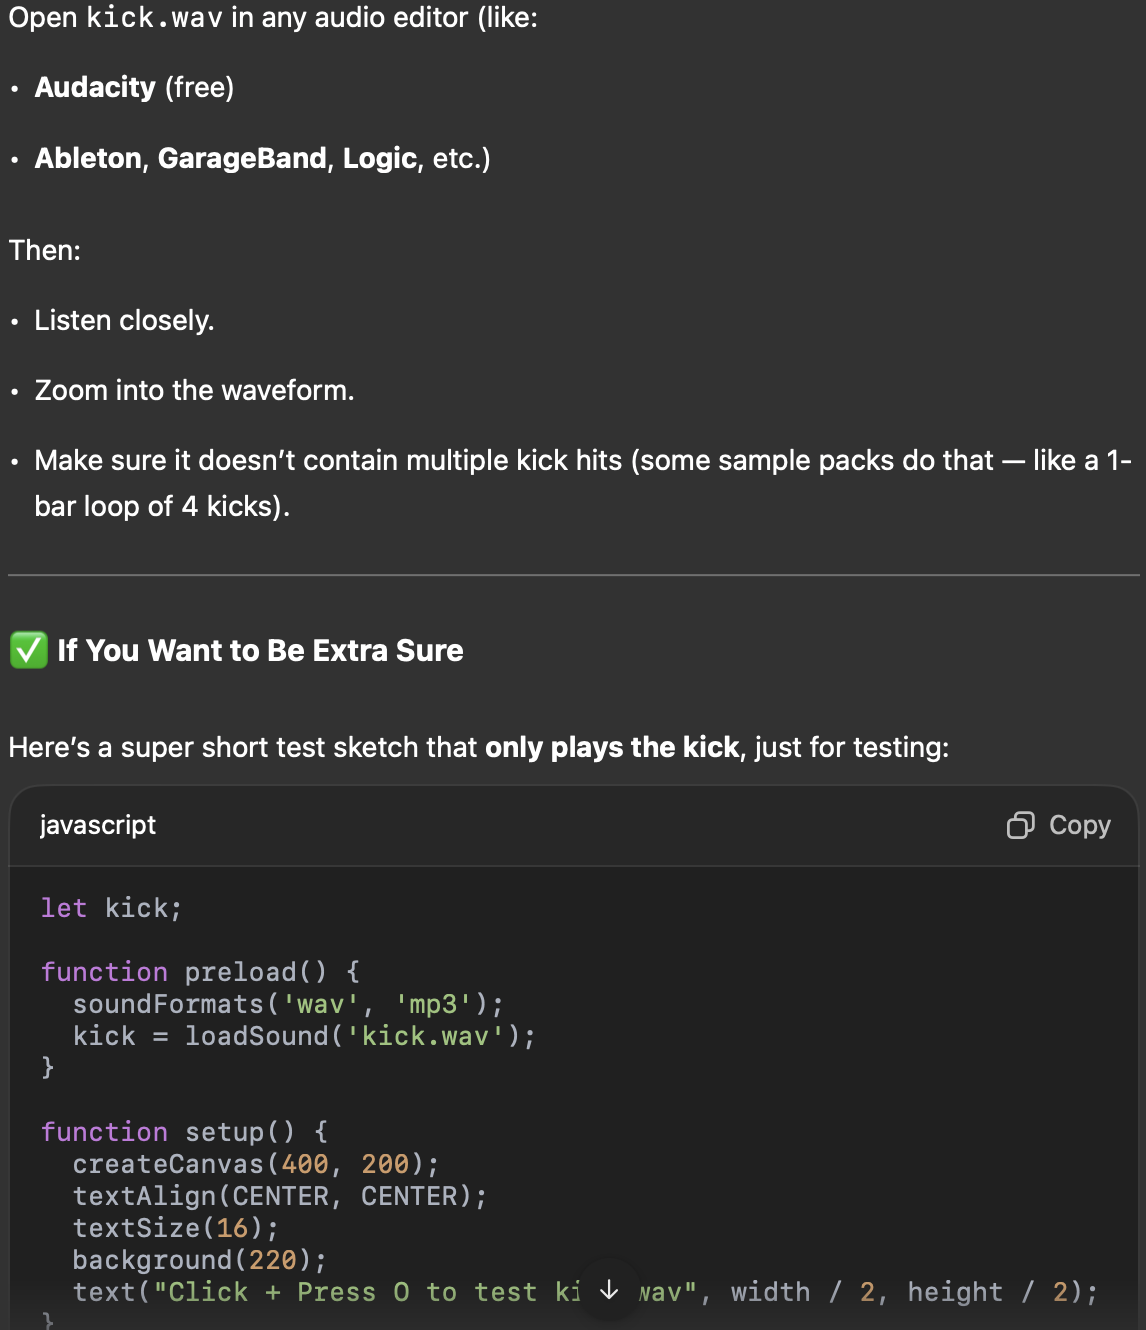 Open kick.wav in any audio editor (like:
• Audacity (free)
• Ableton, GarageBand, Logic, etc.)
Then:
• Listen closely.
• Zoom into the waveform.
• Make sure it doesn’t contain multiple kick hits (some sample packs do that — like a 1-
bar loop of 4 kicks).
✅ If You Want to Be Extra Sure
Here’s a super short test sketch that only plays the kick, just for testing:
javascript
Copy
let kick;
function preload() {
  soundFormats('wav', 'mp3');
  kick = loadSound('kick.wav');
}
function setup() {
  createCanvas(400, 200);
  textAlign(CENTER, CENTER);
  textSize(16);
  background(220);
  text("Click + Press O to test ki wav", width / 2, height / 2);
}